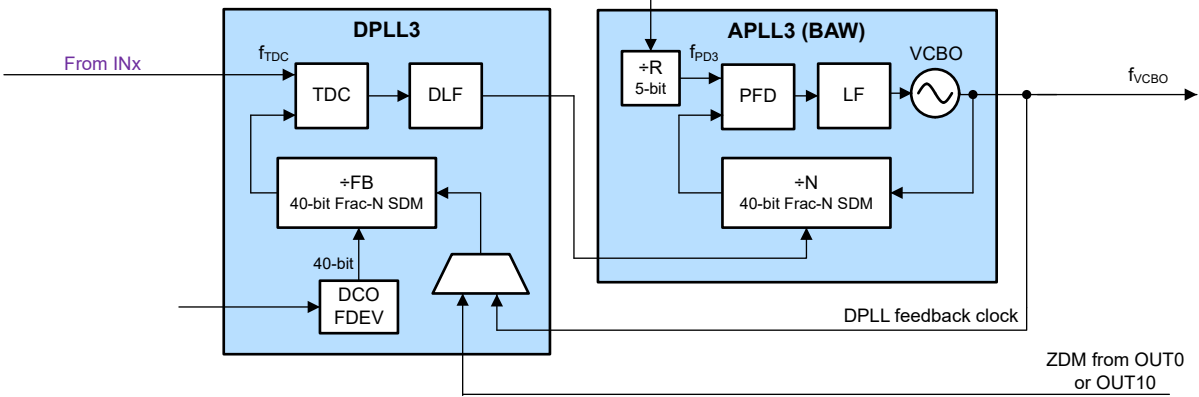 DPLL3
APLL3 (BAW)
From INx
fTDC
TDC
DLF
÷R
5-bit
fPD3
PFD
LF
VCBO
fVCBO
÷FB
40-bit Frac-N SDM
÷N
40-bit Frac-N SDM
40-bit
DCO
FDEV
DPLL feedback clock
ZDM from OUT0
or OUT10